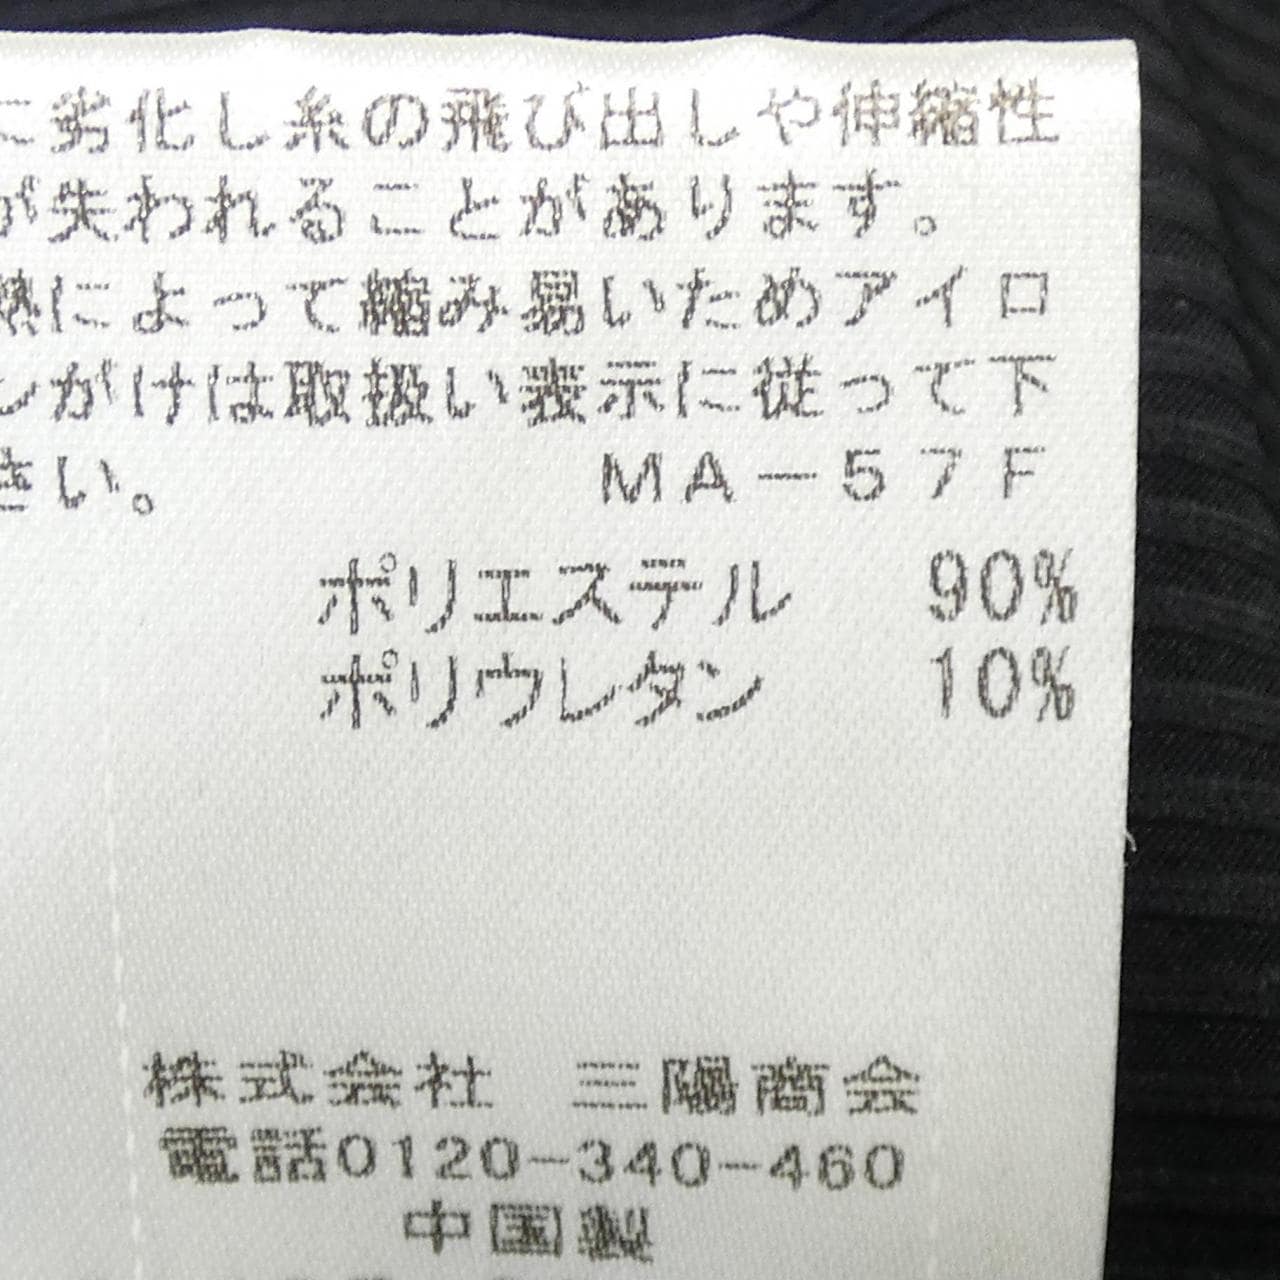 に劣化し糸の飛び出しや伸縮性
が失われることがあります。
熱によって縮み易いためアイロ
ンがけは取扱い表示に従って下
さい。 MA-57F
ポリエステル 90%
ポリウレタン 10%
株式会社 三陽商会
電話0120-340-460
中国製